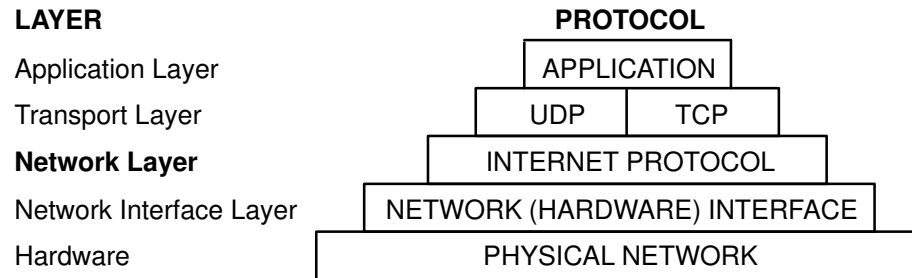 LAYER PROTOCOL
Application Layer APPLICATION
Transport Layer UDP TCP
Network Layer INTERNET PROTOCOL
Network Interface Layer NETWORK (HARDWARE) INTERFACE
Hardware PHYSICAL NETWORK